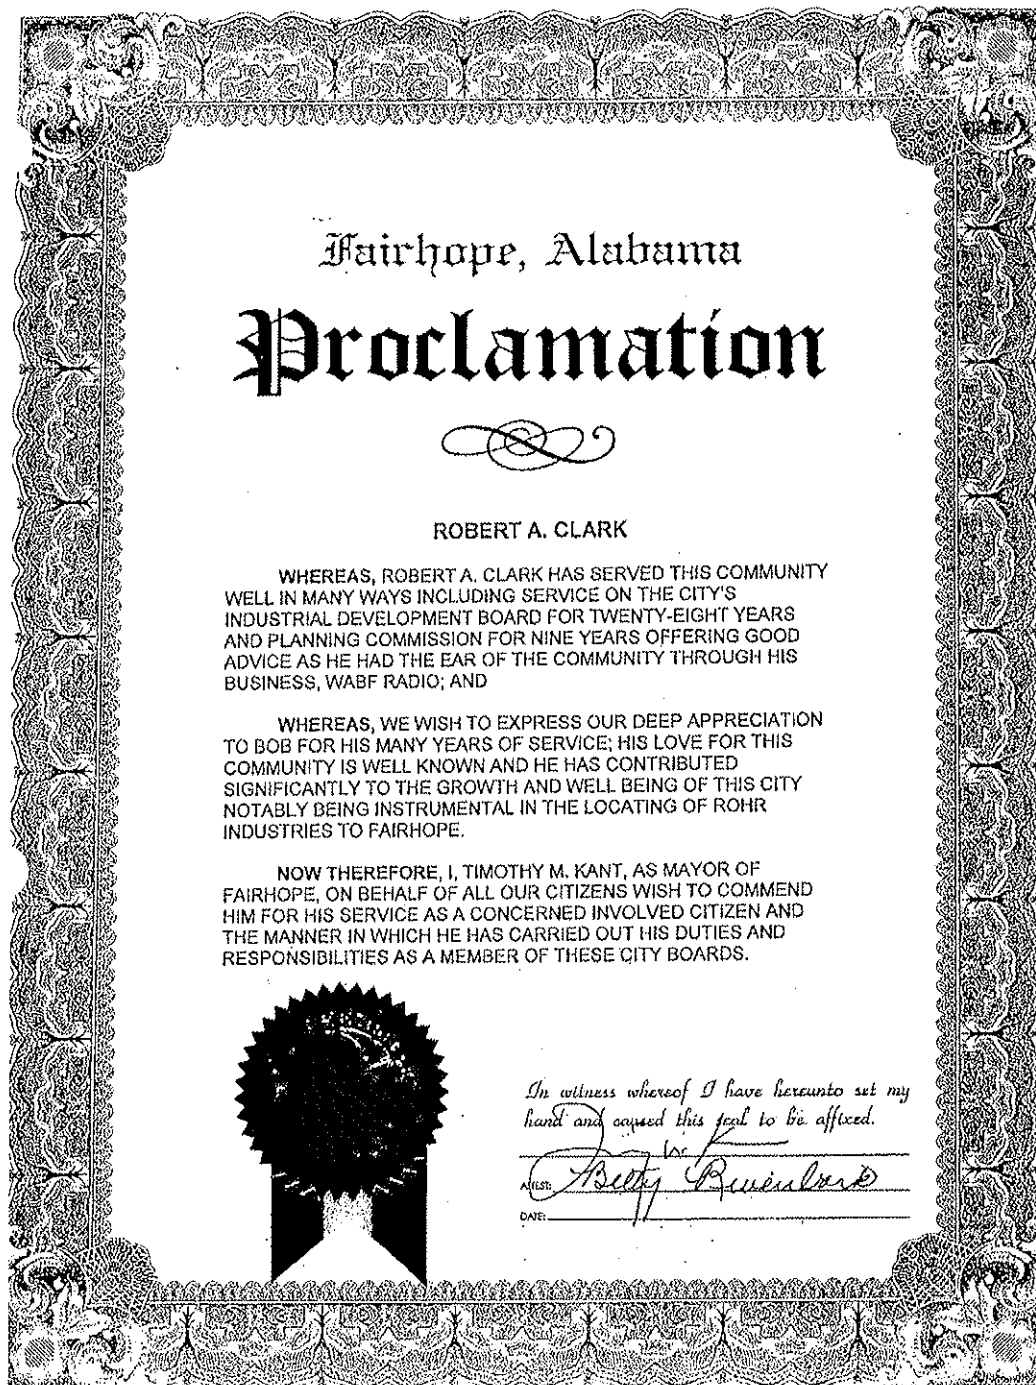 Fairhope, Alabama
Proclamation
ROBERT A. CLARK
WHEREAS, ROBERT A. CLARK HAS SERVED THIS COMMUNITY
WELL IN MANY WAYS INCLUDING SERVICE ON THE CITY'S
INDUSTRIAL DEVELOPMENT BOARD FOR TWENTY-EIGHT YEARS
AND PLANNING COMMISSION FOR NINE YEARS OFFERING GOOD
ADVICE AS HE HAD THE EAR OF THE COMMUNITY THROUGH HIS
BUSINESS, WABF RADIO; AND
WHEREAS, WE WISH TO EXPRESS OUR DEEP APPRECIATION
TO BOB FOR HIS MANY YEARS OF SERVICE; HIS LOVE FOR THIS
COMMUNITY IS WELL KNOWN AND HE HAS CONTRIBUTED
SIGNIFICANTLY TO THE GROWTH AND WELL BEING OF THIS CITY
NOTABLY BEING INSTRUMENTAL IN THE LOCATING OF ROHR
INDUSTRIES TO FAIRHOPE.
NOW THEREFORE, I, TIMOTHY M. KANT, AS MAYOR OF
FAIRHOPE, ON BEHALF OF ALL OUR CITIZENS WISH TO COMMEND
HIM FOR HIS SERVICE AS A CONCERNED INVOLVED CITIZEN AND
THE MANNER IN WHICH HE HAS CARRIED OUT HIS DUTIES AND
RESPONSIBILITIES AS A MEMBER OF THESE CITY BOARDS.
In witness whereof I have hereunto set my
hand and caused this seal to be affixed.
ATTEST: Betty
DATE: